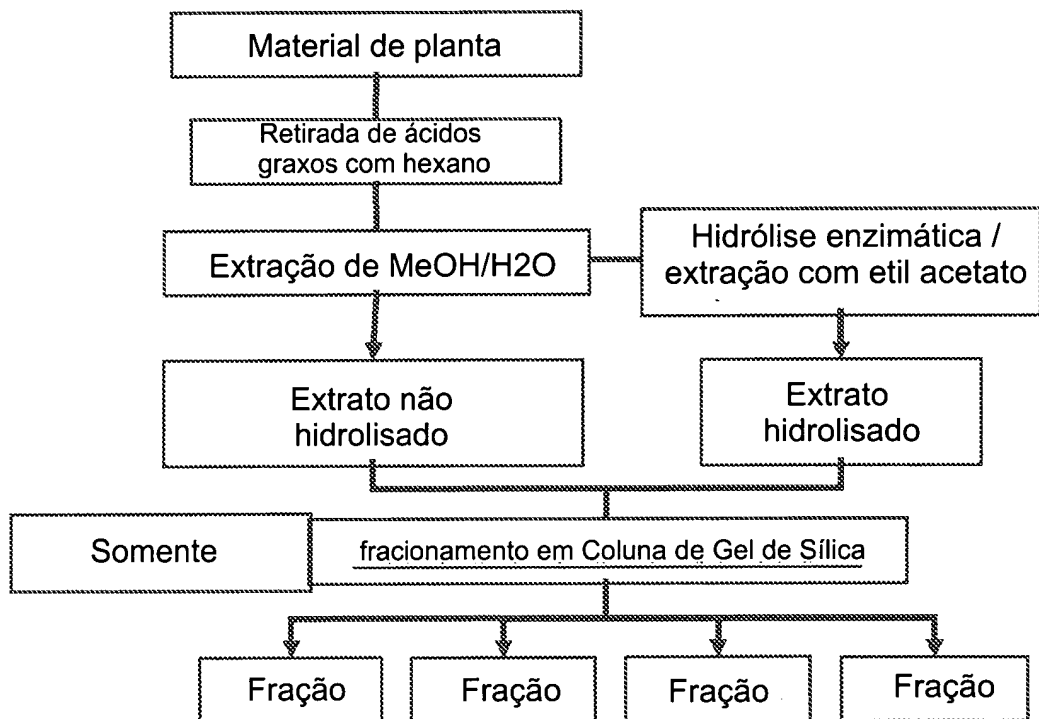 Material de planta
Retirada de ácidos
graxos com hexano
Extração de MeOH/H2O
Hidrólise enzimática /
extração com etil acetato
Extrato não
hidrolisado
Extrato
hidrolisado
Somente
fracionamento em Coluna de Gel de Sílica
Fração
Fração
Fração
Fração